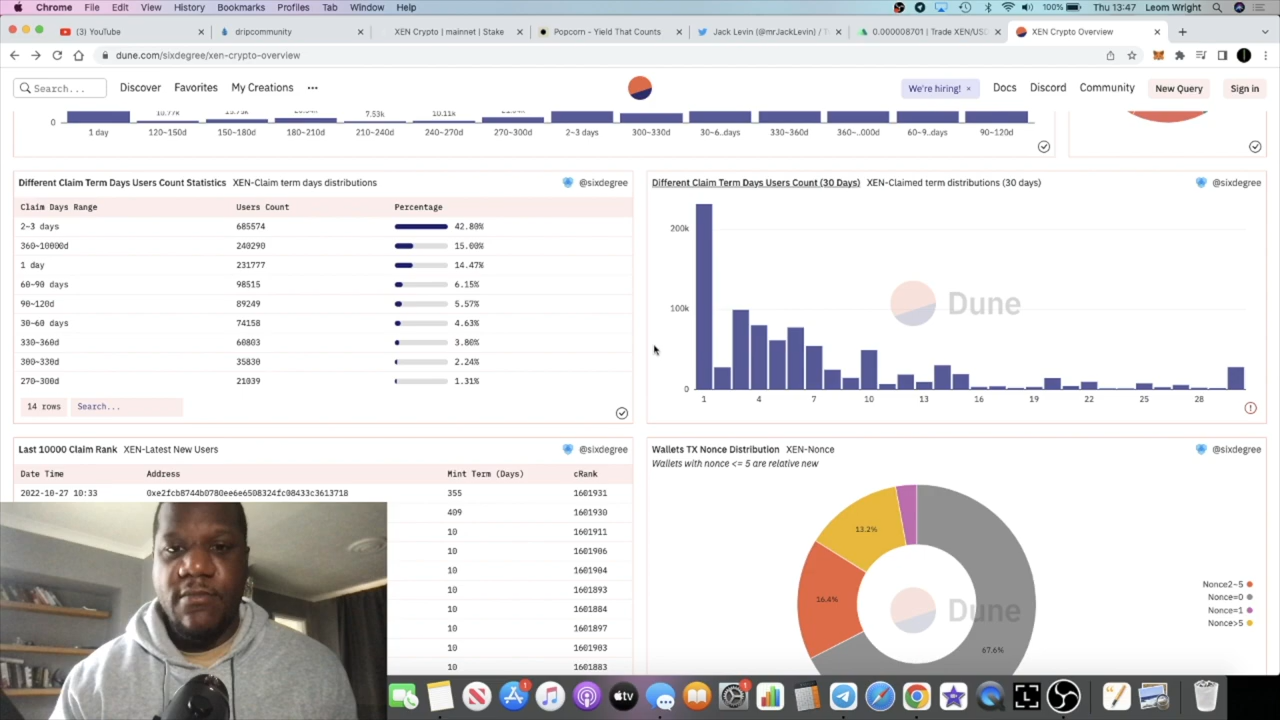 Chrome File Edit View History Bookmarks Profiles Tab Window Help 100% Thu 13:47 Leom Wright
(3) YouTube dripcommunity XEN Crypto | mainnet | Stake Popcorn - Yield That Counts Jack Levin (@mrJackLevin) / 0.000008701 | Trade XEN/USD XEN Crypto Overview
dune.com/sixdegree/xen-crypto-overview
Search... Discover Favorites My Creations We're hiring! × Docs Discord Community New Query Sign in
0 10.77k 7.53k 10.11k
1 day 120~150d 150~180d 180~210d 210~240d 240~270d 270~300d 2~3 days 300~330d 30~6..days 330~360d 360~..000d 60~9..days 90~120d
Different Claim Term Days Users Count Statistics XEN-Claim term days distributions @sixdegree
Claim Days Range Users Count Percentage
2~3 days 685574 42.80%
360~10000d 240290 15.00%
1 day 231777 14.47%
60~90 days 98515 6.15%
90~120d 89249 5.57%
30~60 days 74158 4.63%
330~360d 60803 3.80%
300~330d 35830 2.24%
270~300d 21039 1.31%
14 rows Search...
Different Claim Term Days Users Count (30 Days) XEN-Claimed term distributions (30 days) @sixdegree
200k
100k
0
Dune
1 4 7 10 13 16 19 22 25 28
Last 10000 Claim Rank XEN-Latest New Users @sixdegree
Date Time Address Mint Term (Days) cRank
2022-10-27 10:33 0xe2fcb8744b0780ee6e6508324fc08433c3613718 355 1601931
409 1601930
10 1601911
10 1601906
10 1601904
10 1601893
10 1601884
10 1601897
10 1601903
10 1601883
Wallets TX Nonce Distribution XEN-Nonce @sixdegree
Wallets with nonce <= 5 are relative new
13.2%
16.4%
67.6%
Dune
Nonce2~5
Nonce=0
Nonce=1
Nonce>5
tv